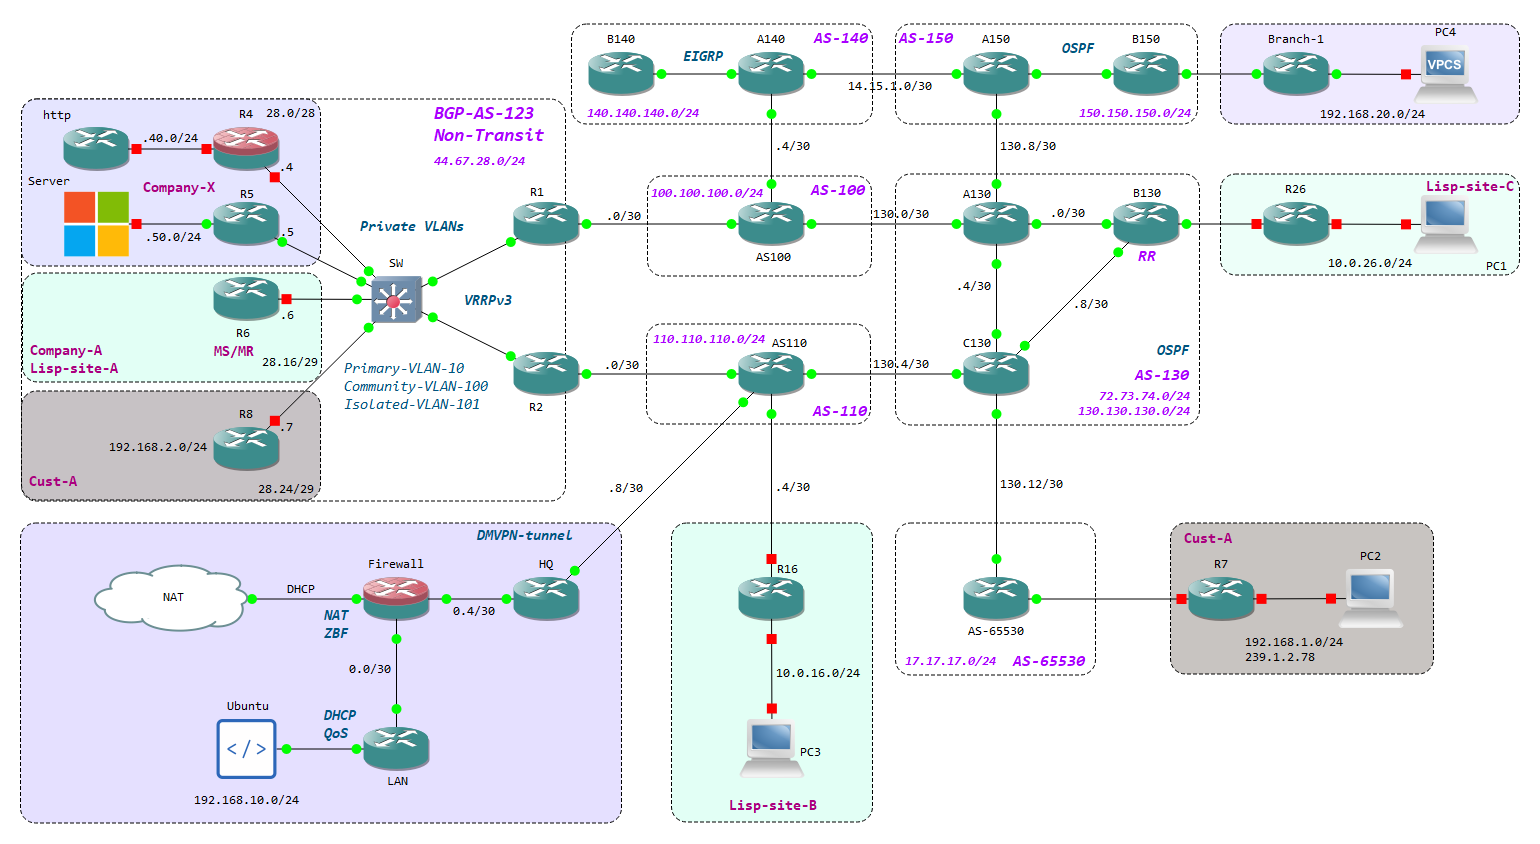 B140
EIGRP
A140
AS-140
140.140.140.0/24
14.15.1.0/30
AS-150
A150
OSPF
B150
150.150.150.0/24
Branch-1
PC4
VPCS
192.168.20.0/24
http
.40.0/24
R4
28.0/28
.4
Server
Company-X
R5
.50.0/24
.5
BGP-AS-123
Non-Transit
44.67.28.0/24
Private VLANs
R1
.0/30
SW
VRRPv3
R6
.6
MS/MR
28.16/29
Company-A
Lisp-site-A
Primary-VLAN-10
Community-VLAN-100
Isolated-VLAN-101
R2
.0/30
R8
.7
192.168.2.0/24
Cust-A
28.24/29
.4/30
100.100.100.0/24
AS-100
AS100
130.0/30
130.8/30
A130
.0/30
B130
RR
.4/30
.8/30
C130
OSPF
AS-130
72.73.74.0/24
130.130.130.0/24
R26
Lisp-site-C
10.0.26.0/24
PC1
110.110.110.0/24
AS110
130.4/30
AS-110
.8/30
.4/30
130.12/30
DMVPN-tunnel
NAT
DHCP
Firewall
NAT
ZBF
0.4/30
HQ
0.0/30
Ubuntu
</>
DHCP
QoS
LAN
192.168.10.0/24
R16
10.0.16.0/24
PC3
Lisp-site-B
AS-65530
17.17.17.0/24
AS-65530
Cust-A
R7
PC2
192.168.1.0/24
239.1.2.78